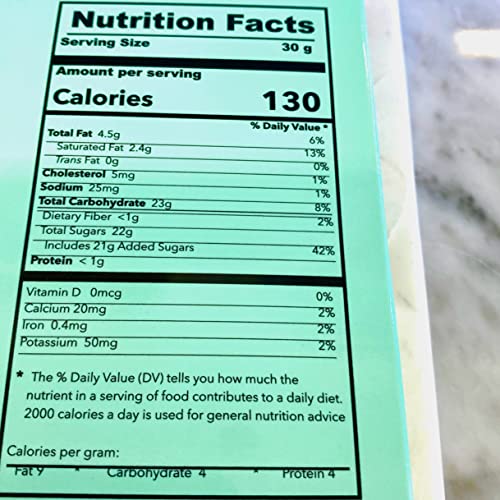 Nutrition Facts
Serving Size 30 g
Amount per serving
Calories 130
% Daily Value *
Total Fat 4.5g 6%
Saturated Fat 2.4g 13%
Trans Fat 0g 0%
Cholesterol 5mg 1%
Sodium 25mg 1%
Total Carbohydrate 23g 8%
Dietary Fiber <1g 2%
Total Sugars 22g
Includes 21g Added Sugars 42%
Protein < 1g
Vitamin D 0mcg 0%
Calcium 20mg 2%
Iron 0.4mg 2%
Potassium 50mg 2%
* The % Daily Value (DV) tells you how much the
nutrient in a serving of food contributes to a daily diet.
2000 calories a day is used for general nutrition advice
Calories per gram:
Fat 9 * Carbohydrate 4 * Protein 4